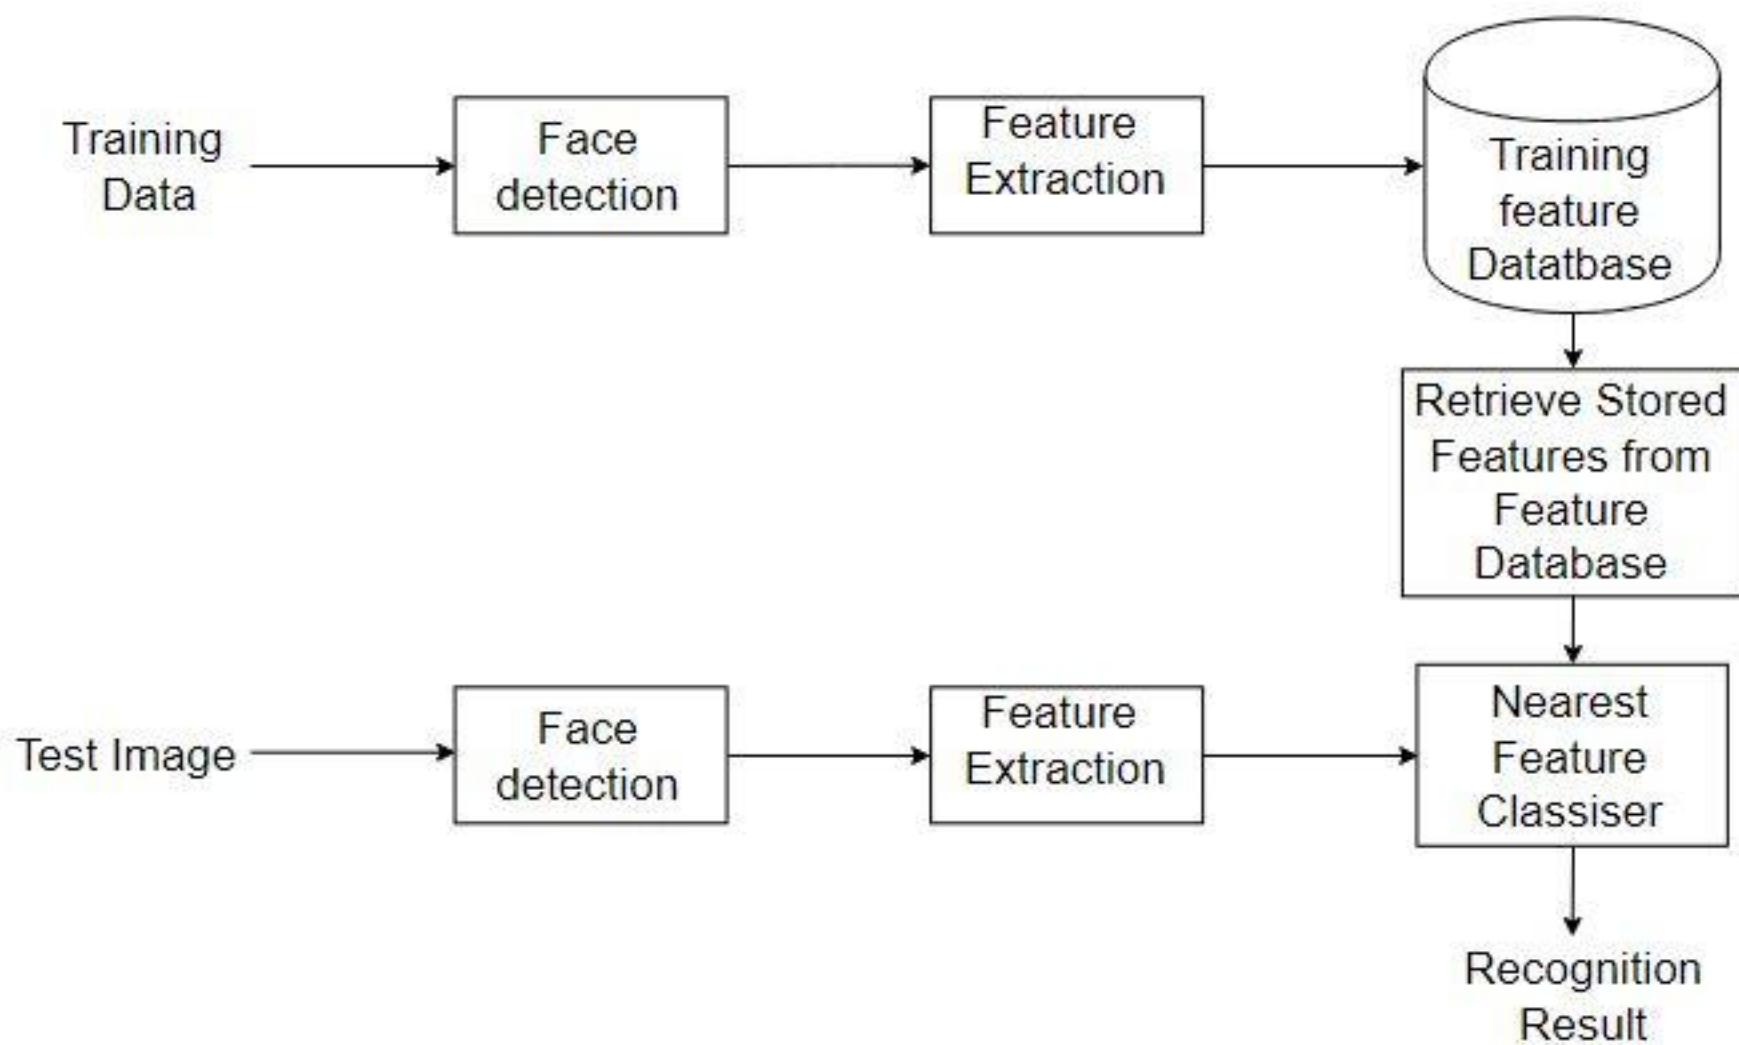 Training
Data
Face
detection
Feature
Extraction
Training
feature
Datatbase
Retrieve Stored
Features from
Feature
Database
Test Image
Face
detection
Feature
Extraction
Nearest
Feature
Classiser
Recognition
Result